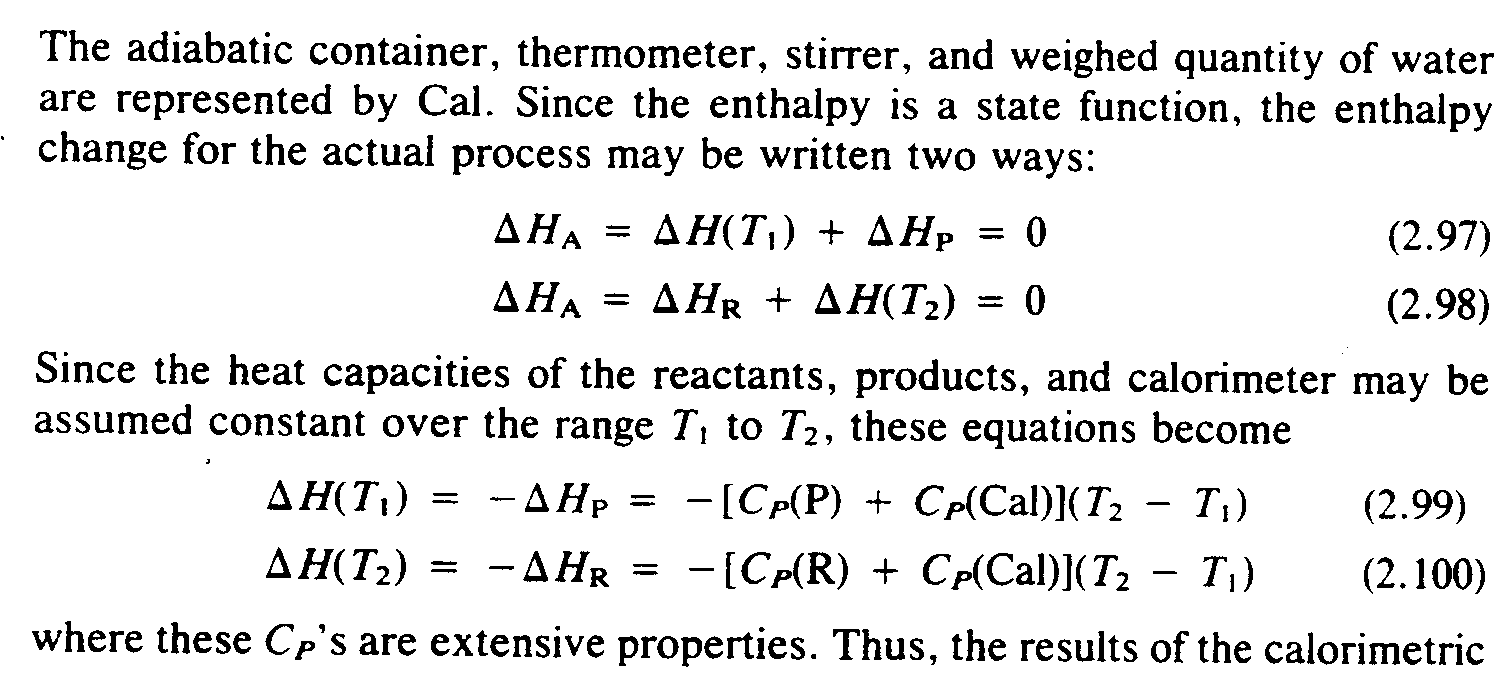 The adiabatic container, thermometer, stirrer, and weighed quantity of water
are represented by Cal. Since the enthalpy is a state function, the enthalpy
change for the actual process may be written two ways:
ΔH_A = ΔH(T₁) + ΔH_P = 0 (2.97)
ΔH_A = ΔH_R + ΔH(T₂) = 0 (2.98)
Since the heat capacities of the reactants, products, and calorimeter may be
assumed constant over the range T₁ to T₂, these equations become
ΔH(T₁) = −ΔH_P = −[C_P(P) + C_P(Cal)](T₂ − T₁) (2.99)
ΔH(T₂) = −ΔH_R = −[C_P(R) + C_P(Cal)](T₂ − T₁) (2.100)
where these C_P's are extensive properties. Thus, the results of the calorimetric